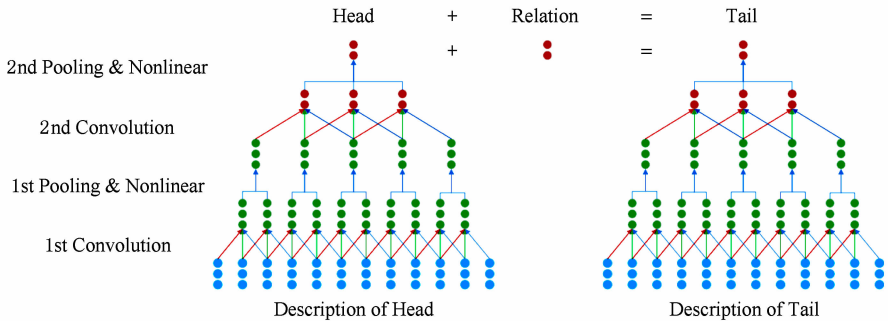 Head + Relation = Tail
+ =
2nd Pooling & Nonlinear
2nd Convolution
1st Pooling & Nonlinear
1st Convolution
Description of Head Description of Tail